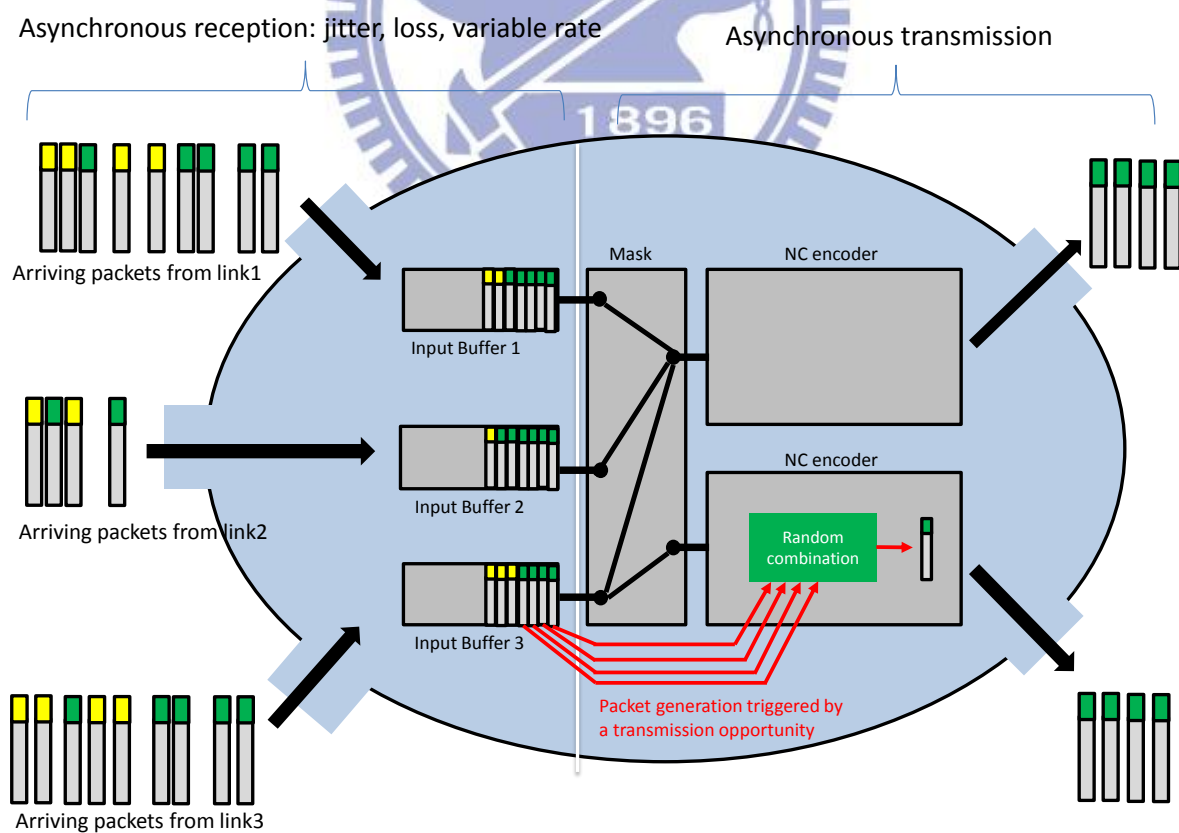 Asynchronous reception: jitter, loss, variable rate
Asynchronous transmission
1896
Arriving packets from link1
Mask
NC encoder
Input Buffer 1
Arriving packets from link2
Input Buffer 2
NC encoder
Random
combination
Input Buffer 3
Packet generation triggered by
a transmission opportunity
Arriving packets from link3